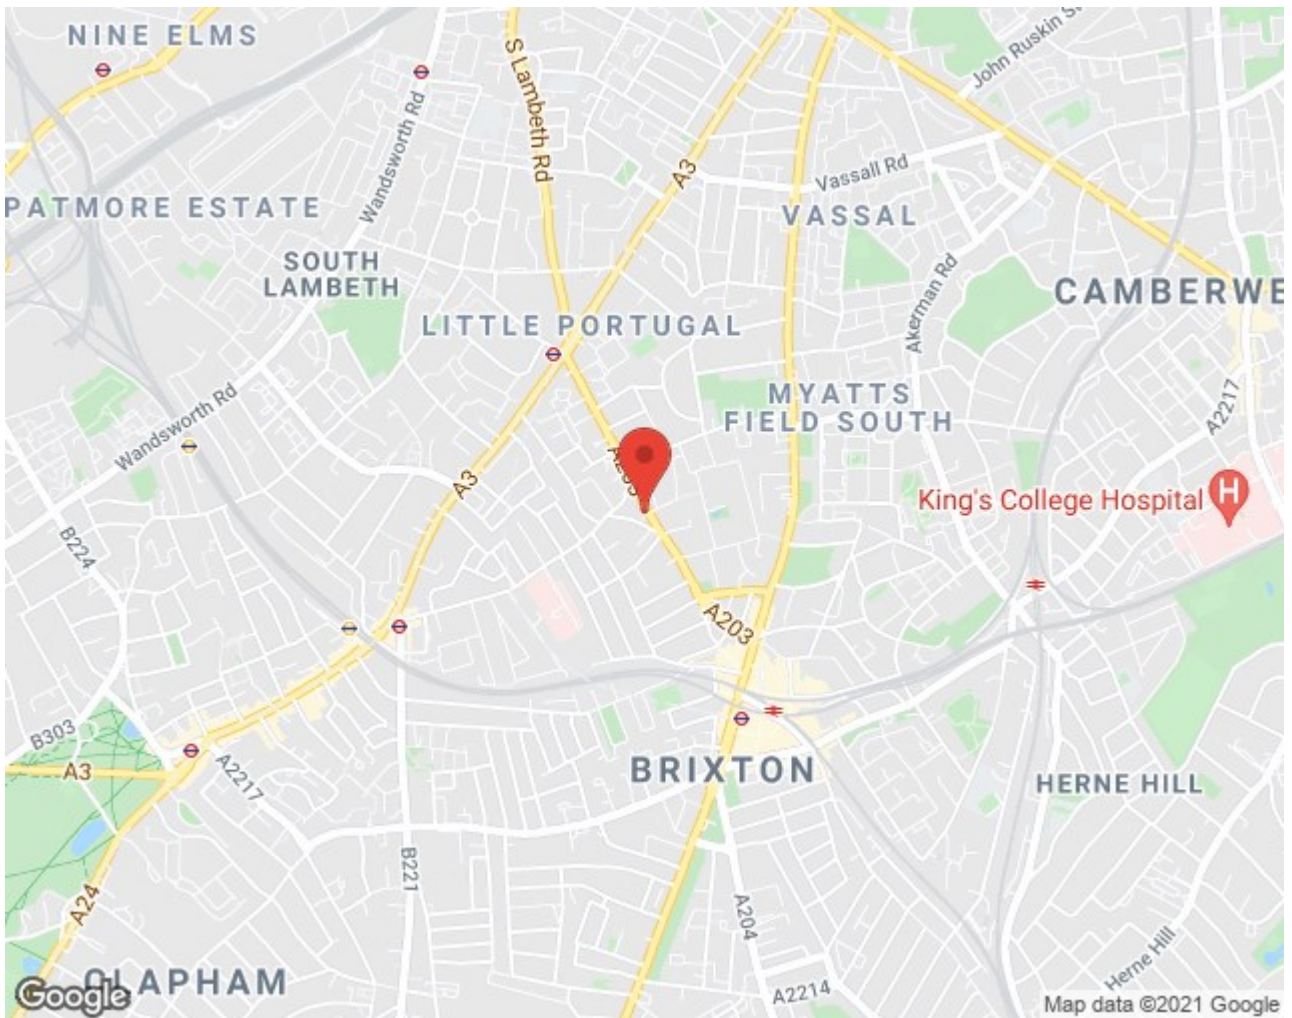 NINE ELMS
John Ruskin S
S Lambeth Rd
Wandsworth Rd
A3
Vassall Rd
PATMORE ESTATE
VASSAL
SOUTH
LAMBETH
Akerman Rd
CAMBERWE
LITTLE PORTUGAL
Wandsworth Rd
MYATTS
FIELD SOUTH
A2217
A3
A203
King's College Hospital
H
B224
A203
B303
A3
A2217
BRIXTON
HERNE HILL
B221
A24
A204
Herne Hill
CLAPHAM
A2214
Google
Map data ©2021 Google